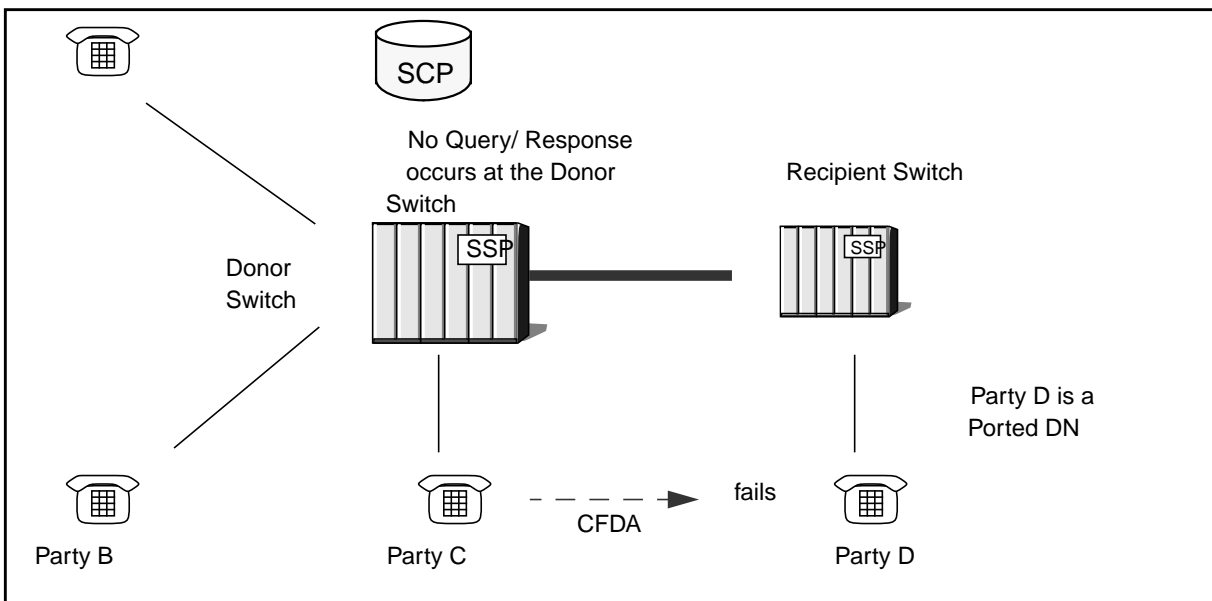 SCP
No Query/ Response
occurs at the Donor
Switch
Recipient Switch
SSP
SSP
Donor
Switch
Party D is a
Ported DN
fails
CFDA
Party B
Party C
Party D